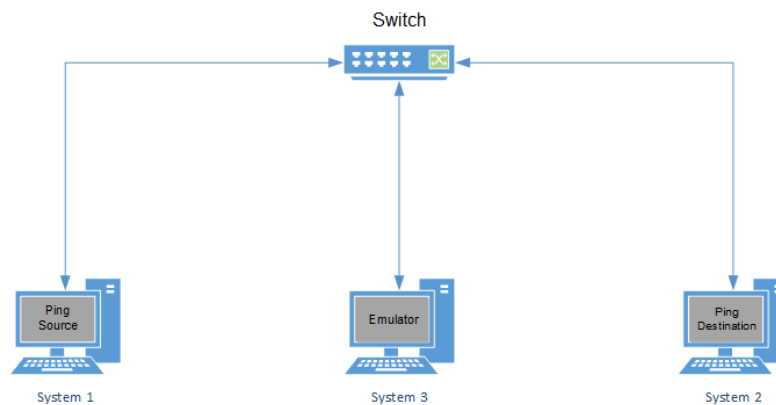 Switch
Ping
Source
Emulator
Ping
Destination
System 1
System 3
System 2